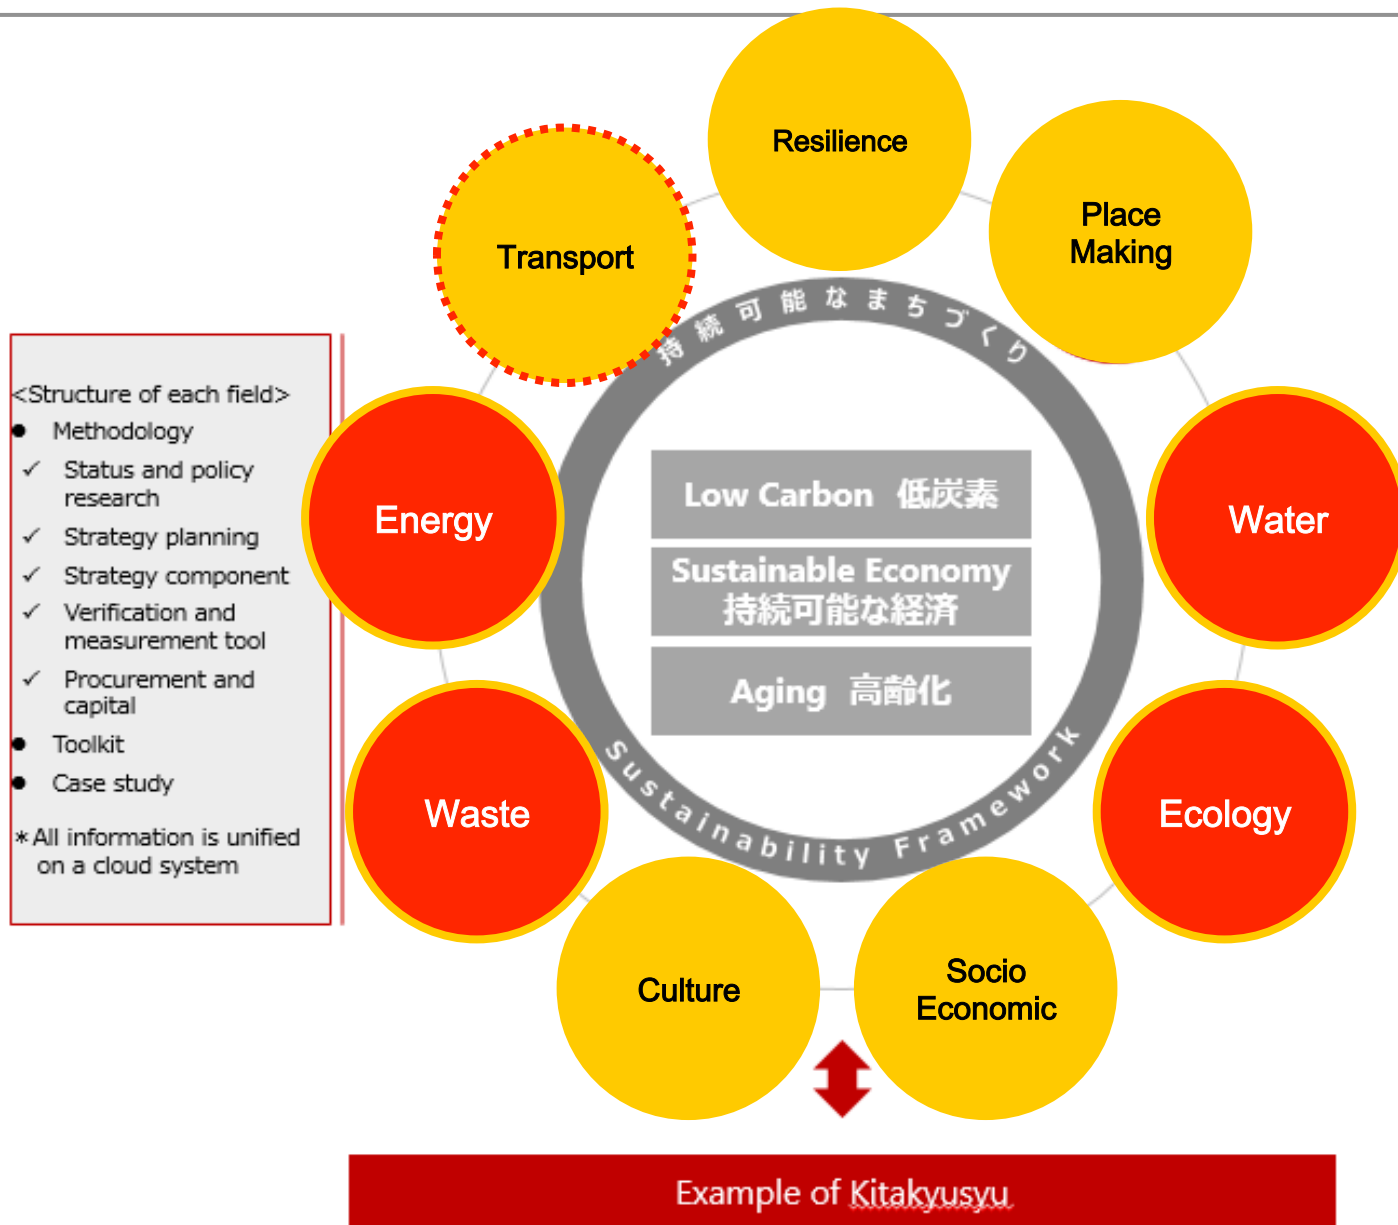 Resilience
Place
Making
Transport
持続可能なまちづくり
<Structure of each field>
● Methodology
✓ Status and policy
research
✓ Strategy planning
✓ Strategy component
✓ Verification and
measurement tool
✓ Procurement and
capital
● Toolkit
● Case study
*All information is unified
on a cloud system
Energy
Low Carbon 低炭素
Sustainable Economy
持続可能な経済
Aging 高齢化
Water
Waste
Sustainability Framework
Ecology
Culture
Socio
Economic
Example of Kitakyusyu